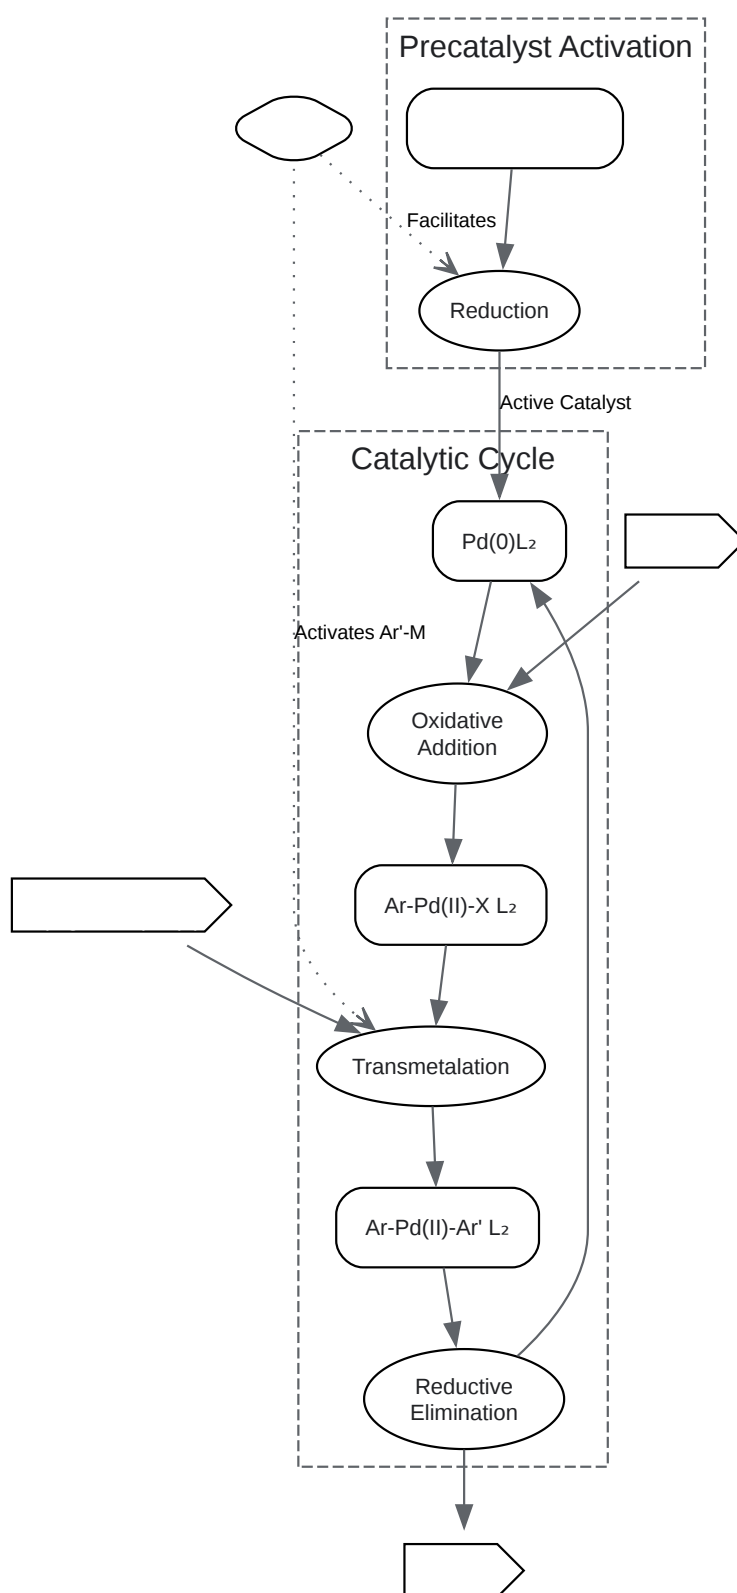 Precatalyst Activation
Facilitates
Reduction
Active Catalyst
Catalytic Cycle
Pd(0)L₂
Activates Ar'-M
Oxidative
Addition
Ar-Pd(II)-X L₂
Transmetalation
Ar-Pd(II)-Ar' L₂
Reductive
Elimination